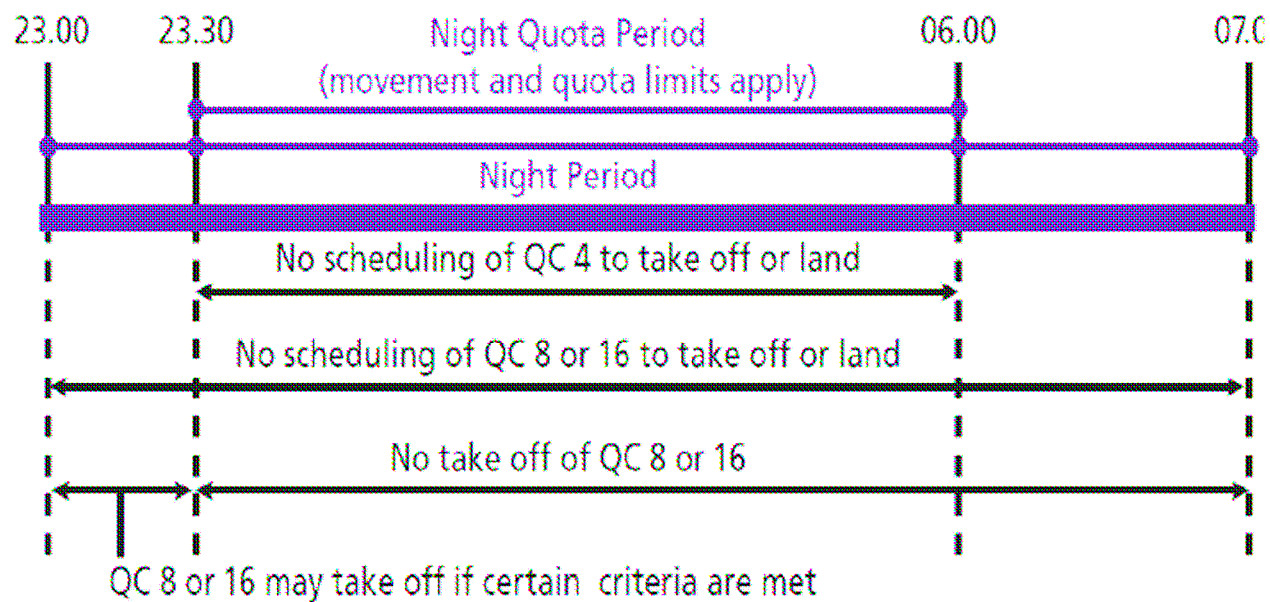 23.00 23.30 Night Quota Period 06.00 07.0
(movement and quota limits apply)
Night Period
No scheduling of QC 4 to take off or land
No scheduling of QC 8 or 16 to take off or land
No take off of QC 8 or 16
QC 8 or 16 may take off if certain criteria are met